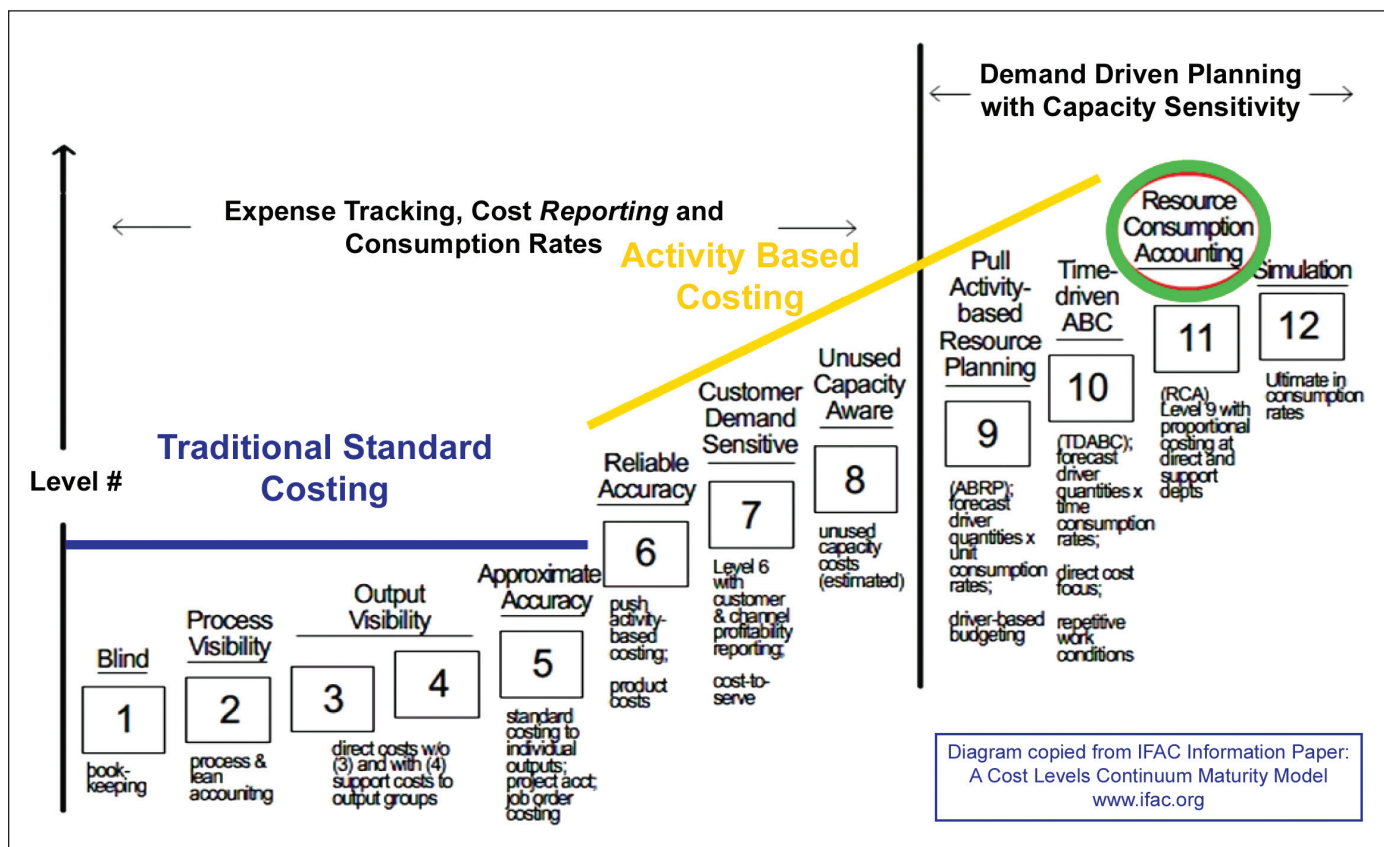 Demand Driven Planning
with Capacity Sensitivity
Expense Tracking, Cost Reporting and
Consumption Rates
Activity Based
Costing
Traditional Standard
Costing
Level #
Blind
1
book-
keeping
Process
Visibility
2
process &
lean
accounitng
Output
Visibility
3
4
direct costs w/o
(3) and with (4)
support costs to
output groups
Approximate
Accuracy
5
standard
costing to
individual
outputs;
project acct;
job order
costing
Reliable
Accuracy
6
push
activity-
based
costing;
product
costs
Customer
Demand
Sensitive
7
Level 6
with
customer
& channel
profitability
reporting;
cost-to-
serve
Unused
Capacity
Aware
8
unused
capacity
costs
(estimated)
Pull
Activity-
based
Resource
Planning
9
(ABRP);
forecast
driver
quantities x
unit
consumption
rates;
driver-based
budgeting
Time-
driven
ABC
10
(TDABC);
forecast
driver
quantities x
time
consumption
rates;
direct cost
focus;
repetitive
work
conditions
Resource
Consumption
Accounting
11
(RCA)
Level 9 with
proportional
costing at
direct and
support
depts
Simulation
12
Ultimate in
consumption
rates
Diagram copied from IFAC Information Paper:
A Cost Levels Continuum Maturity Model
www.ifac.org